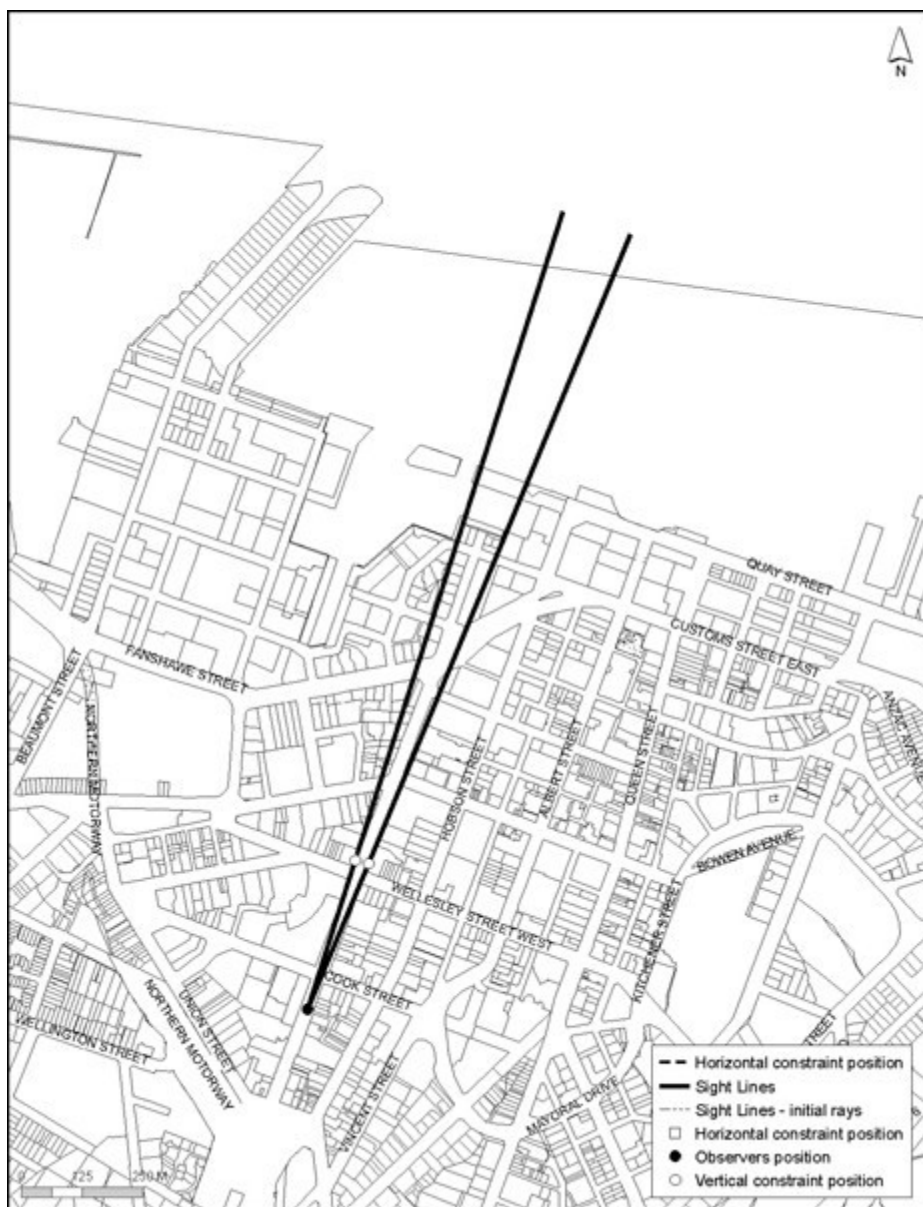 N
QUAY STREET
CUSTOMS STREET EAST
FANSHAWE STREET
ANZAC AVENUE
BEAUMONT STREET
NORTHERN MOTORWAY
HOBSON STREET
ALBERT STREET
QUEEN STREET
BOWEN AVENUE
WELLESLEY STREET WEST
KITCHENER STREET
COOK STREET
UNION STREET
NORTHERN MOTORWAY
WELLINGTON STREET
STREET
VINCENT STREET
MAYORAL DRIVE
Horizontal constraint position
Sight Lines
Sight Lines - initial rays
Horizontal constraint position
Observers position
Vertical constraint position
0 125 250 M